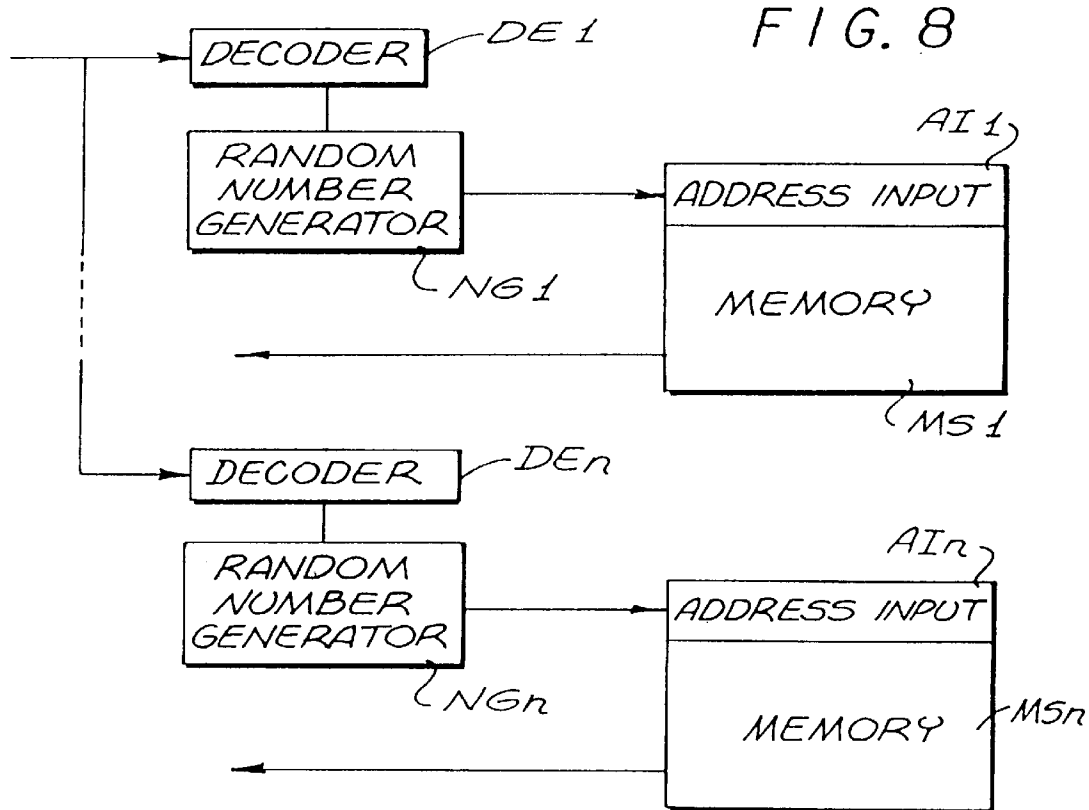 FIG. 8
DECODER
DE1
RANDOM
NUMBER
GENERATOR
NG1
AI1
ADDRESS INPUT
MEMORY
MS1
DECODER
DEn
RANDOM
NUMBER
GENERATOR
NGn
AIn
ADDRESS INPUT
MEMORY
MSn